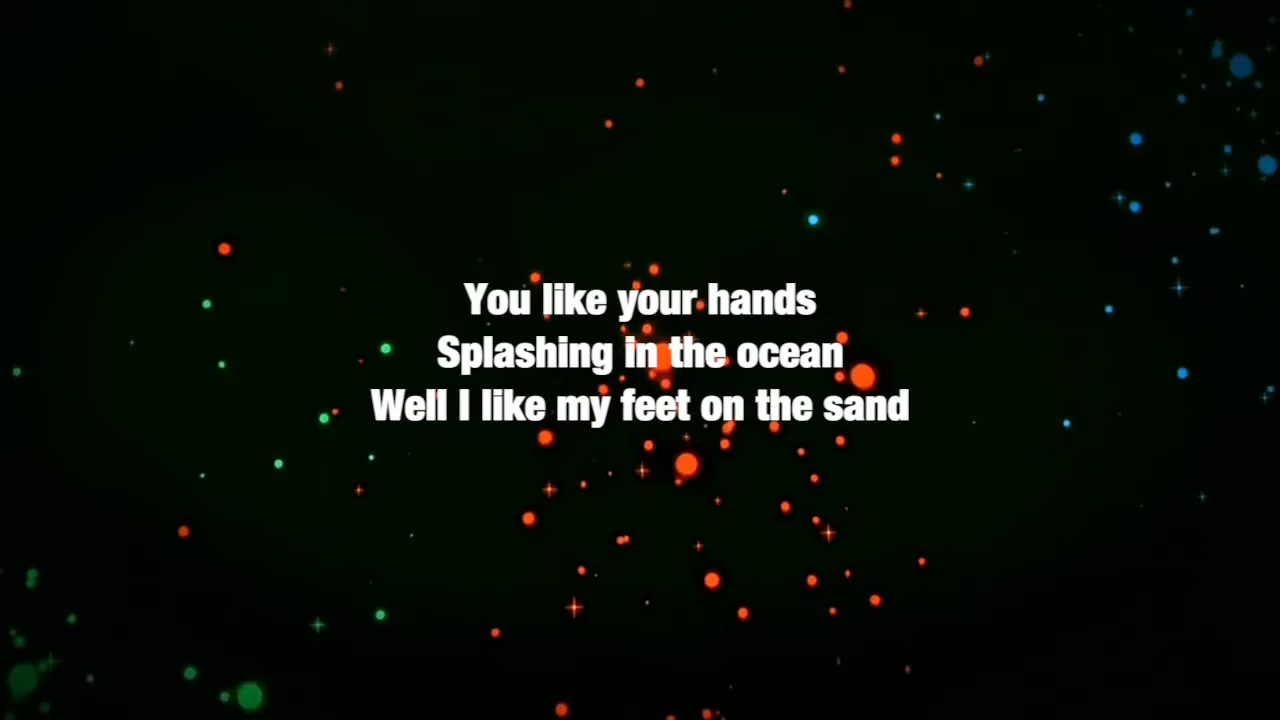 You like your hands
Splashing in the ocean
Well I like my feet on the sand